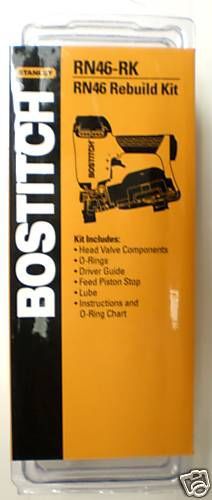 STANLEY
BOSTITCH
RN46-RK
RN46 Rebuild Kit
BOSTITCH
Kit Includes:
• Head Valve Components
• O-Rings
• Driver Guide
• Feed Piston Stop
• Lube
• Instructions and
O-Ring Chart